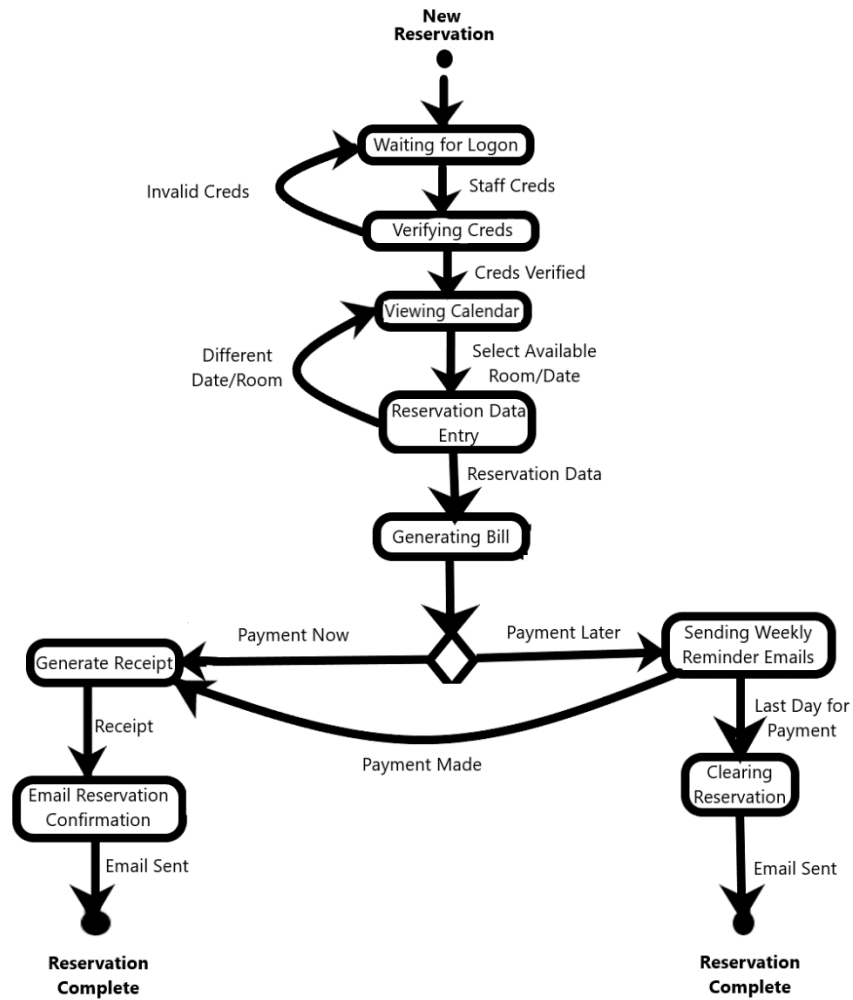 New
Reservation
Waiting for Logon
Invalid Creds
Staff Creds
Verifying Creds
Creds Verified
Viewing Calendar
Different
Date/Room
Select Available
Room/Date
Reservation Data
Entry
Reservation Data
Generating Bill
Payment Now
Payment Later
Generate Receipt
Sending Weekly
Reminder Emails
Receipt
Last Day for
Payment
Payment Made
Email Reservation
Confirmation
Clearing
Reservation
Email Sent
Email Sent
Reservation
Complete
Reservation
Complete